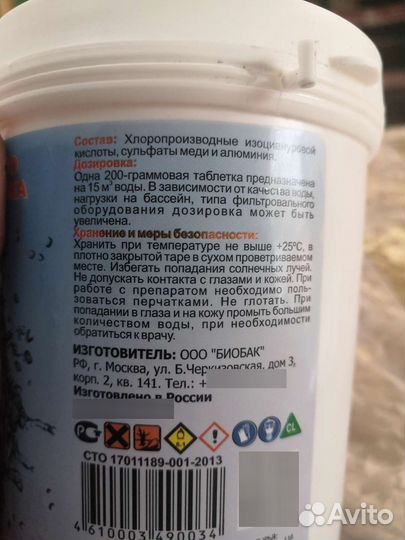 Состав: Хлоропроизводные изоциануровой
кислоты, сульфаты меди и алюминия.
Дозировка:
Одна 200-граммовая таблетка предназначена
на 15 м³ воды. В зависимости от качества воды,
нагрузки на бассейн, типа фильтровального
оборудования дозировка может быть
увеличена.
Хранение и меры безопасности:
Хранить при температуре не выше +25°С, в
плотно закрытой таре в сухом проветриваемом
месте. Избегать попадания солнечных лучей.
Не допускать контакта с глазами и кожей. При
работе с препаратом необходимо поль-
зоваться перчатками. Не глотать. При
попадании в глаза и на кожу промыть большим
количеством воды, при необходимости
обратиться к врачу.
ИЗГОТОВИТЕЛЬ: ООО "БИОБАК"
РФ, г. Москва, ул. Б.Черкизовская, дом 3,
корп. 2, кв. 141. Тел.: +
Изготовлено в России
CL
СТО 17011189-001-2013
4 610003 490034
Avito